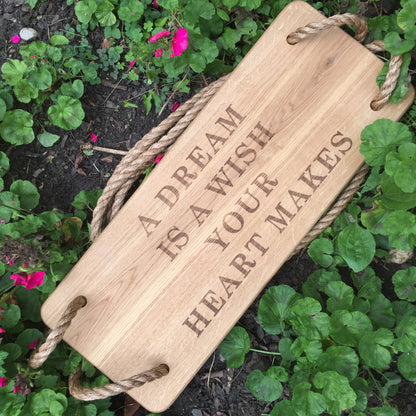 A DREAM
IS A WISH
YOUR
HEART MAKES